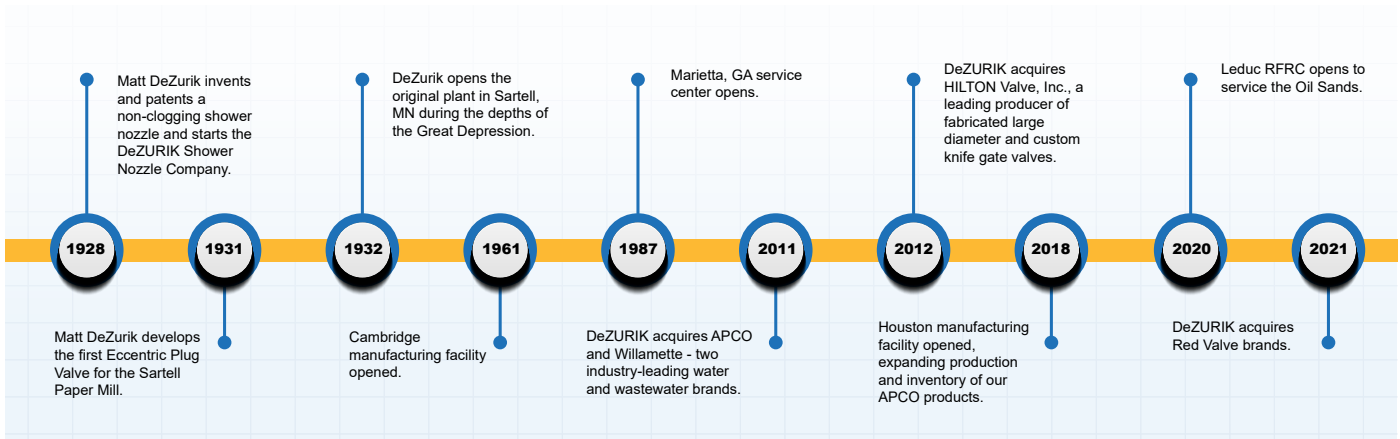 Matt DeZurik invents
and patents a
non-clogging shower
nozzle and starts the
DeZURIK Shower
Nozzle Company.
DeZurik opens the
original plant in Sartell,
MN during the depths of
the Great Depression.
Marietta, GA service
center opens.
DeZURIK acquires
HILTON Valve, Inc., a
leading producer of
fabricated large
diameter and custom
knife gate valves.
Leduc RFRC opens to
service the Oil Sands.
1928
1931
1932
1961
1987
2011
2012
2018
2020
2021
Matt DeZurik develops
the first Eccentric Plug
Valve for the Sartell
Paper Mill.
Cambridge
manufacturing facility
opened.
DeZURIK acquires APCO
and Willamette - two
industry-leading water
and wastewater brands.
Houston manufacturing
facility opened,
expanding production
and inventory of our
APCO products.
DeZURIK acquires
Red Valve brands.